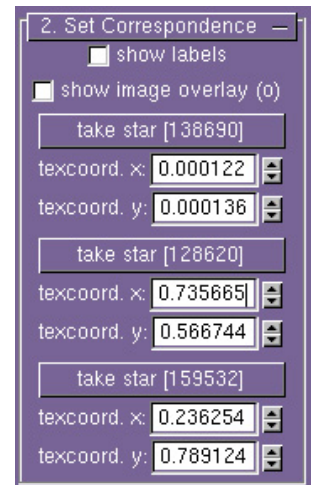 2. Set Correspondence –
show labels
show image overlay (o)
take star [138690]
texcoord. x: 0.000122
texcoord. y: 0.000136
take star [128620]
texcoord. x: 0.735665
texcoord. y: 0.566744
take star [159532]
texcoord. x: 0.236254
texcoord. y: 0.789124